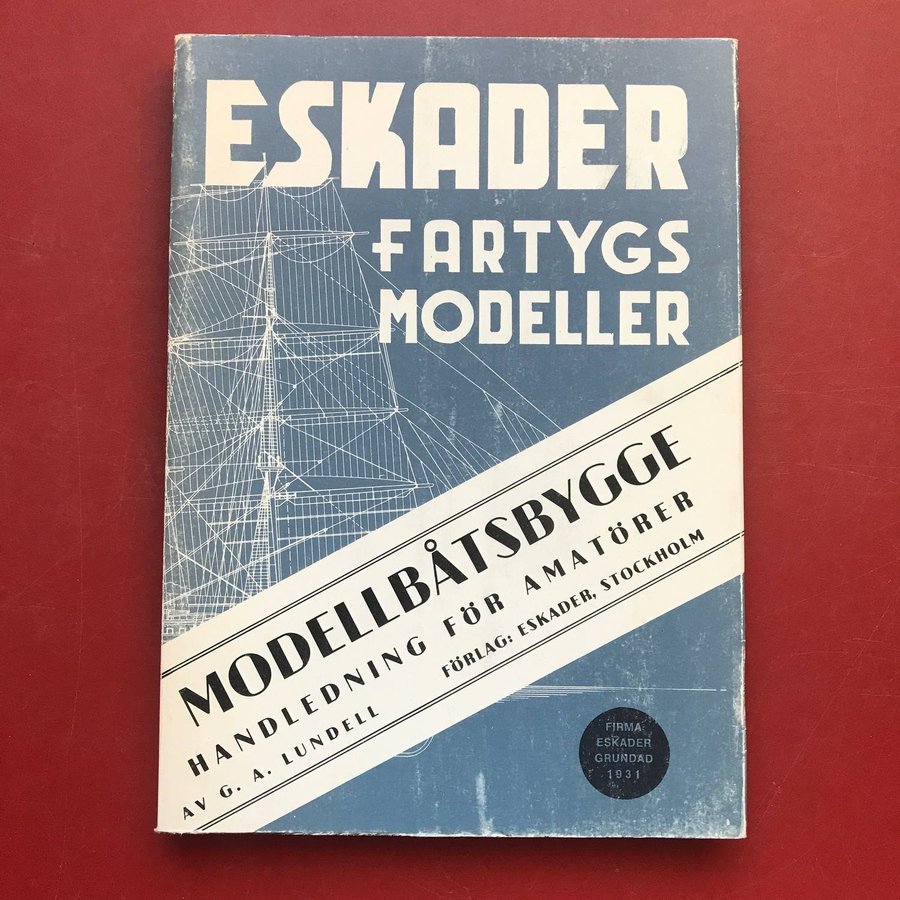 ESKADER
FARTYGS
MODELLER
MODELLBÅTSBYGGE
HANDLEDNING FÖR AMATÖRER
AV G. A. LUNDELL
FÖRLAG: ESKADER, STOCKHOLM
FIRMA
ESKADER
GRUNDAD
1931